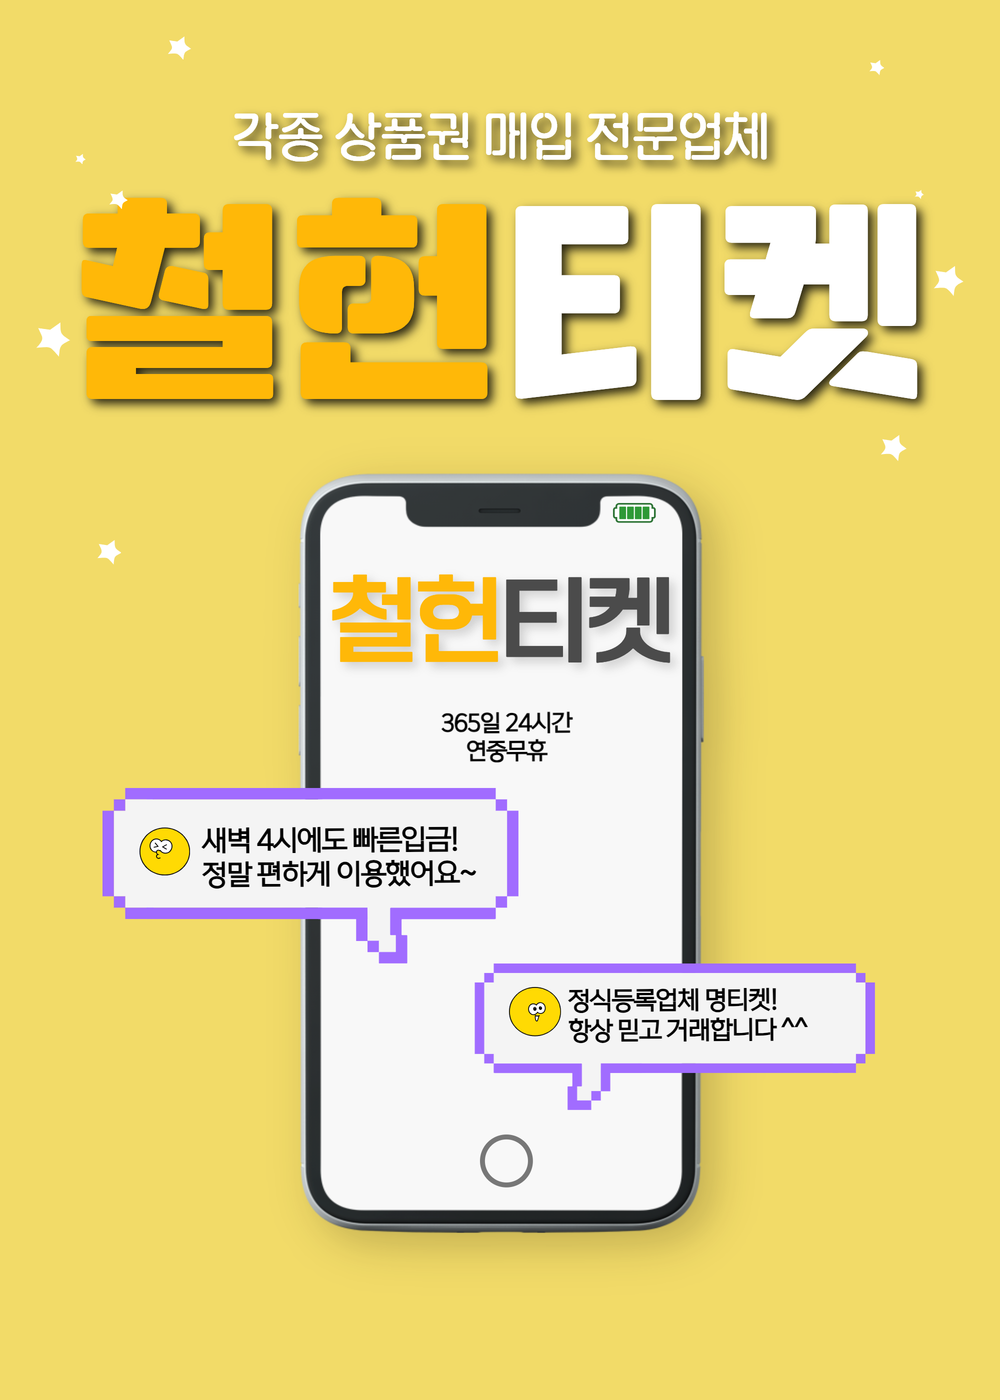 각종 상품권 매입 전문업체
철헌티켓
철헌티켓
365일 24시간
연중무휴
새벽 4시에도 빠른입금!
정말 편하게 이용했어요~
정식등록업체 명티켓!
항상 믿고 거래합니다 ^^